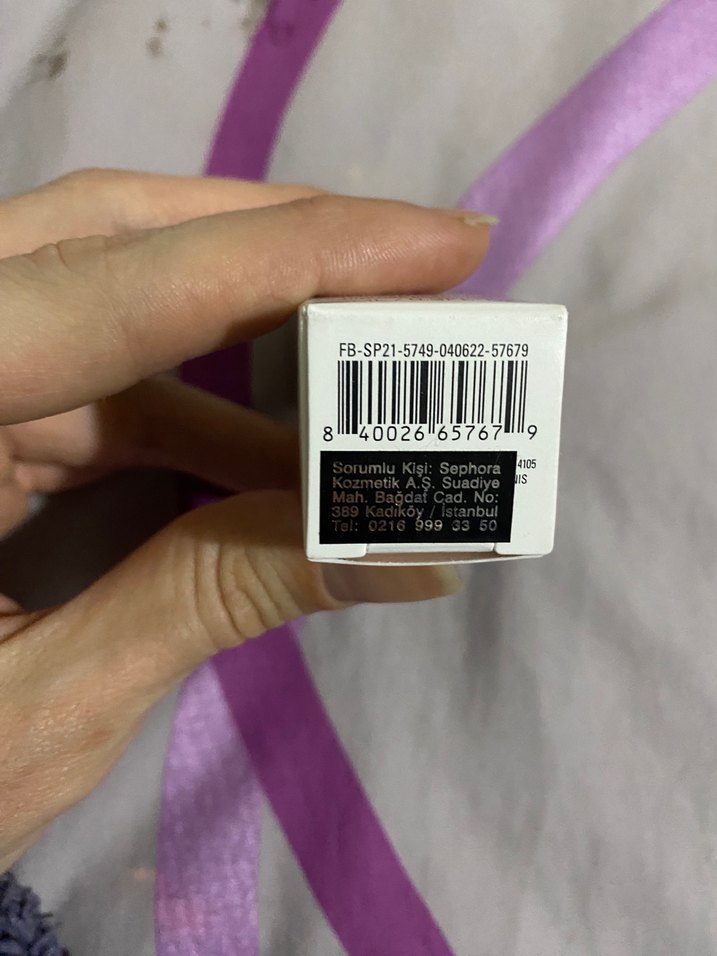 FB-SP21-5749-040622-57679
8 40026 65767 9
4105
Sorumlu Kişi: Sephora
Kozmetik A.Ş. Suadiye
Mah. Bağdat Cad. No:
389 Kadıköy / İstanbul
Tel: 0216 999 33 50